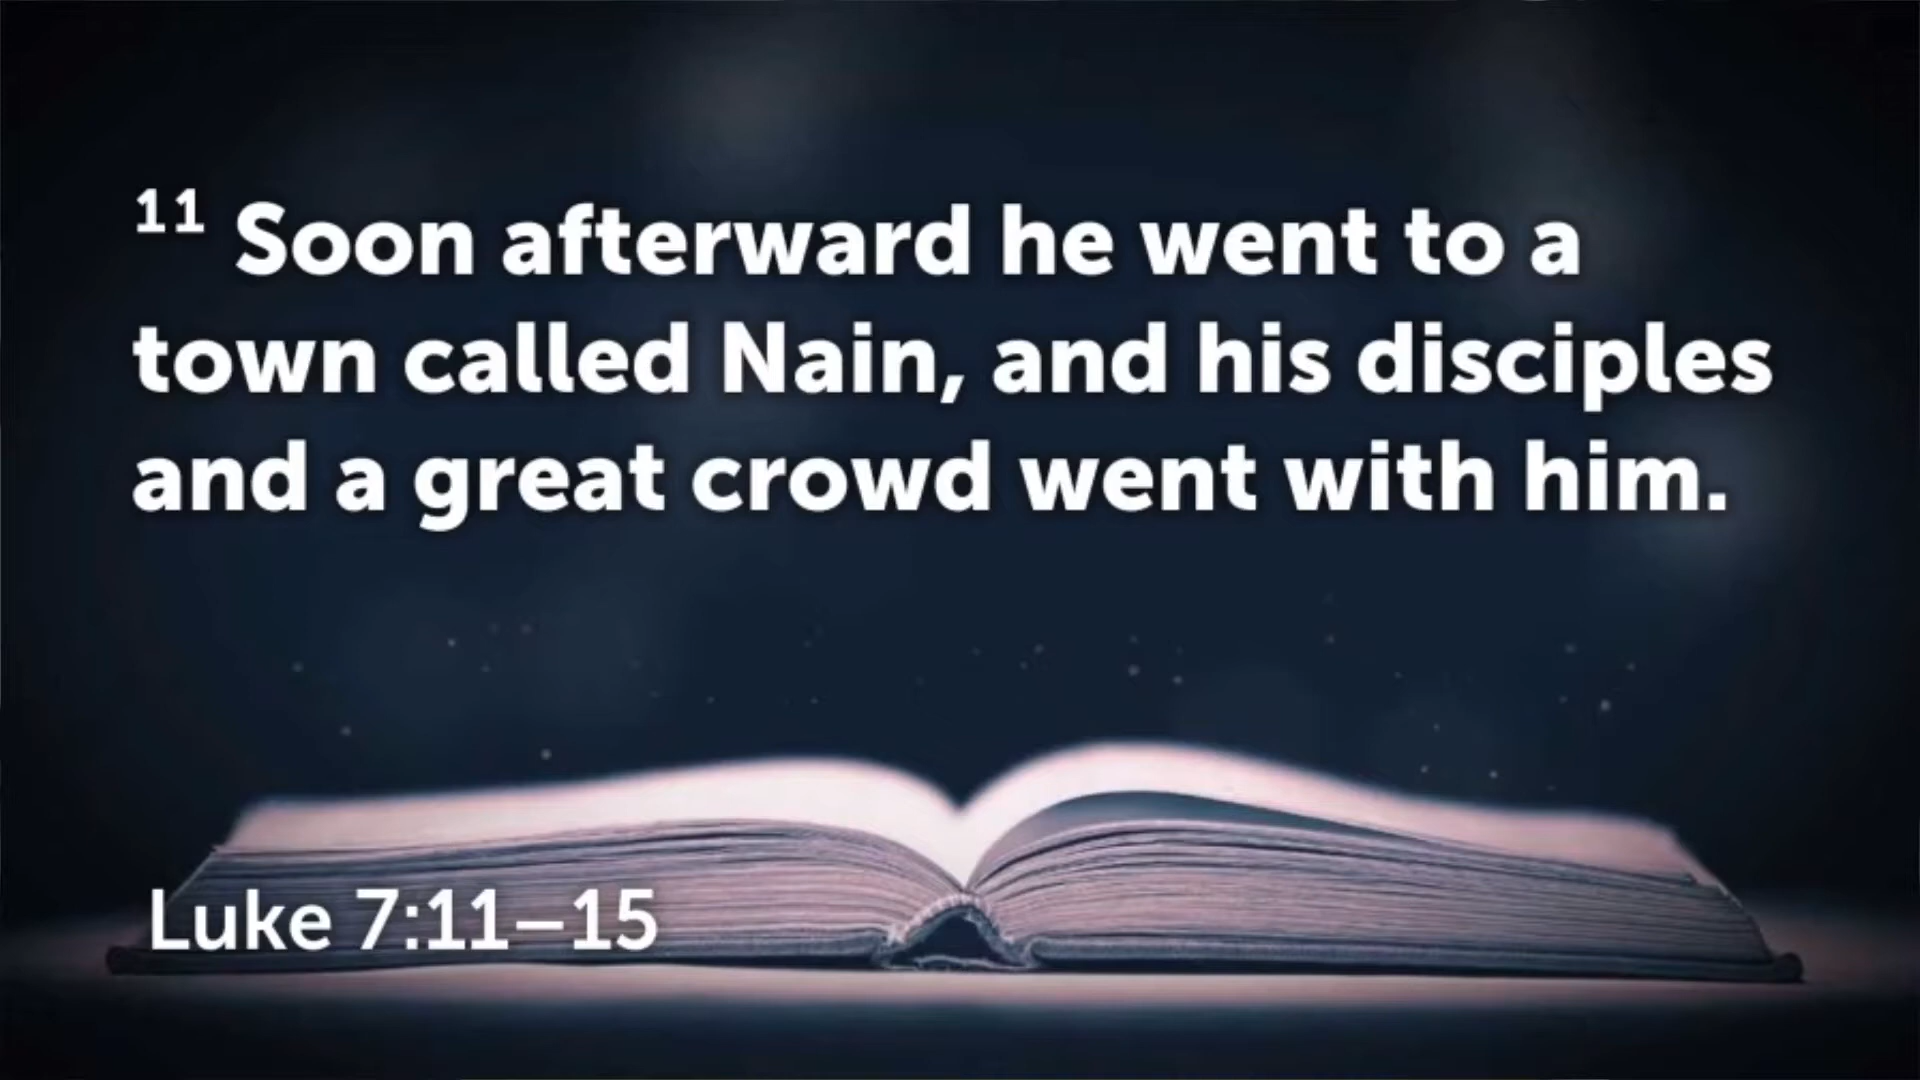 11 Soon afterward he went to a
town called Nain, and his disciples
and a great crowd went with him.
Luke 7:11–15